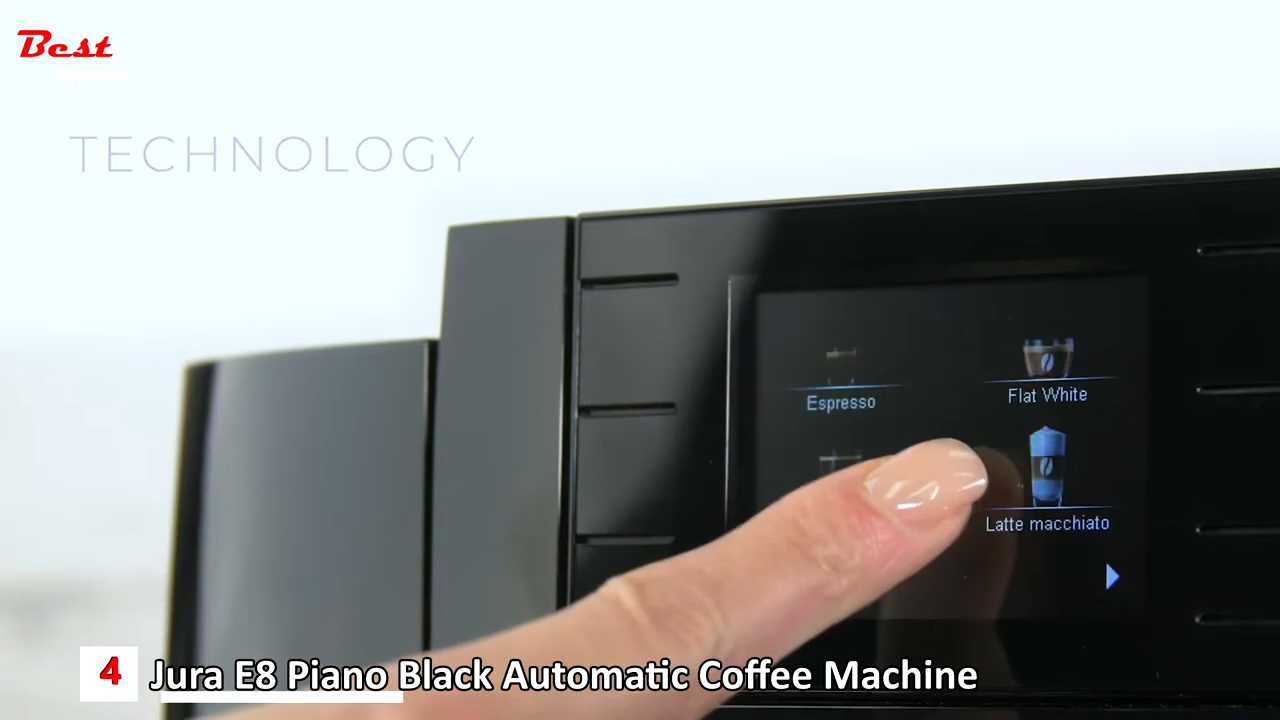 Best
TECHNOLOGY
Espresso
Flat White
Latte macchiato
4 Jura E8 Piano Black Automatic Coffee Machine